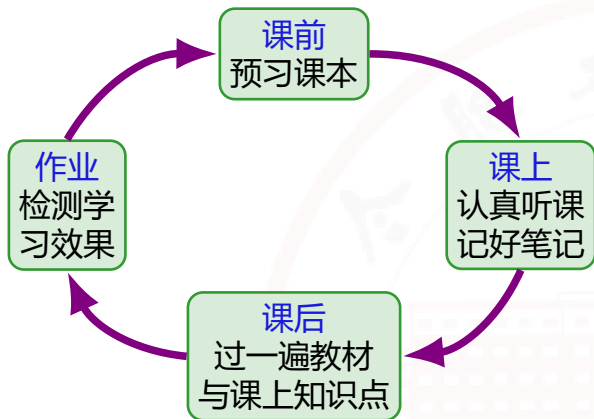 课前
预习课本
课上
认真听课
记好笔记
课后
过一遍教材
与课上知识点
作业
检测学
习效果